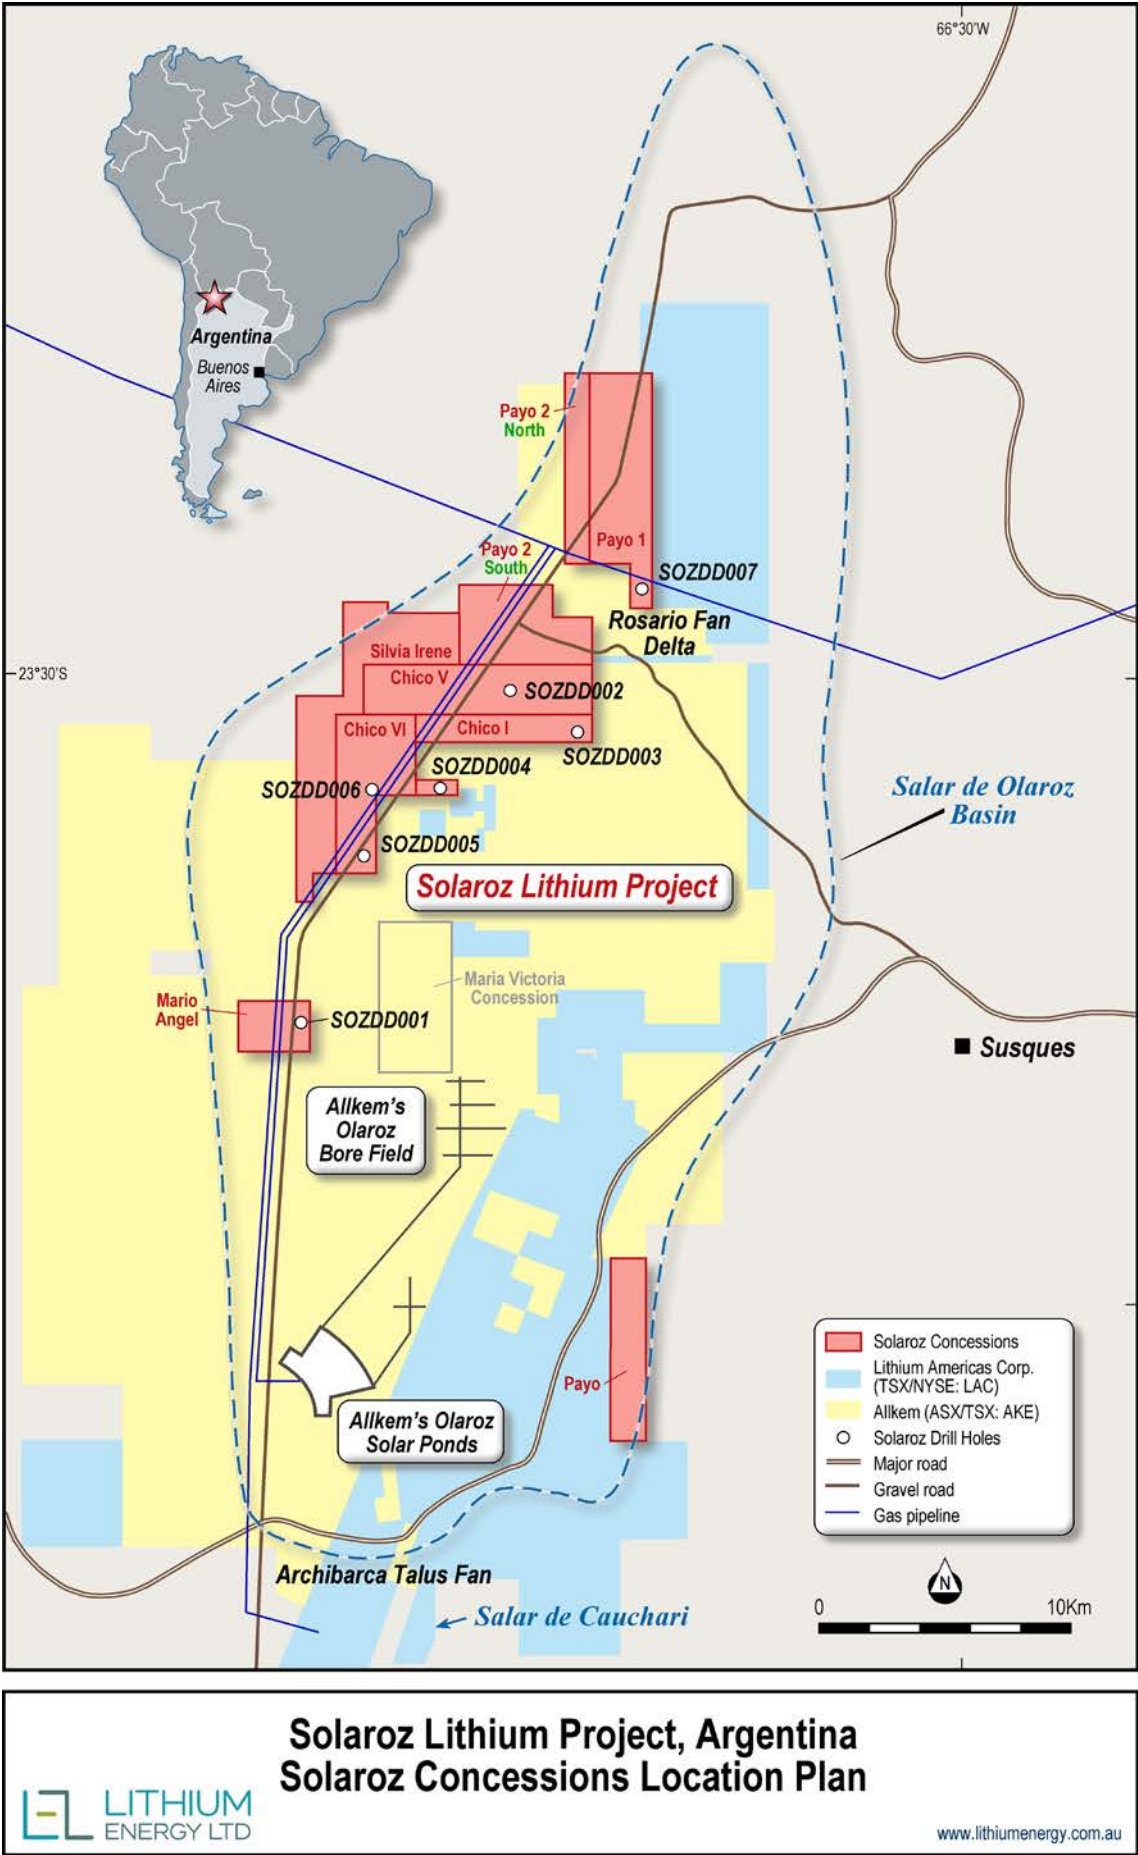 66°30'W
Argentina
Buenos
Aires
Payo 2
North
Payo 1
Payo 2
South
SOZDD007
Rosario Fan
Delta
Silvia Irene
23°30'S
Chico V
SOZDD002
Chico VI
Chico I
SOZDD003
SOZDD004
SOZDD006
Salar de Olaroz
Basin
SOZDD005
Solaroz Lithium Project
Maria Victoria
Concession
Mario
Angel
SOZDD001
Susques
Allkem's
Olaroz
Bore Field
Payo
Allkem's Olaroz
Solar Ponds
Solaroz Concessions
Lithium Americas Corp.
(TSX/NYSE: LAC)
Allkem (ASX/TSX: AKE)
Solaroz Drill Holes
Major road
Gravel road
Gas pipeline
Archibarca Talus Fan
Salar de Cauchari
N
0 10Km
Solaroz Lithium Project, Argentina
Solaroz Concessions Location Plan
LITHIUM
ENERGY LTD
www.lithiumenergy.com.au